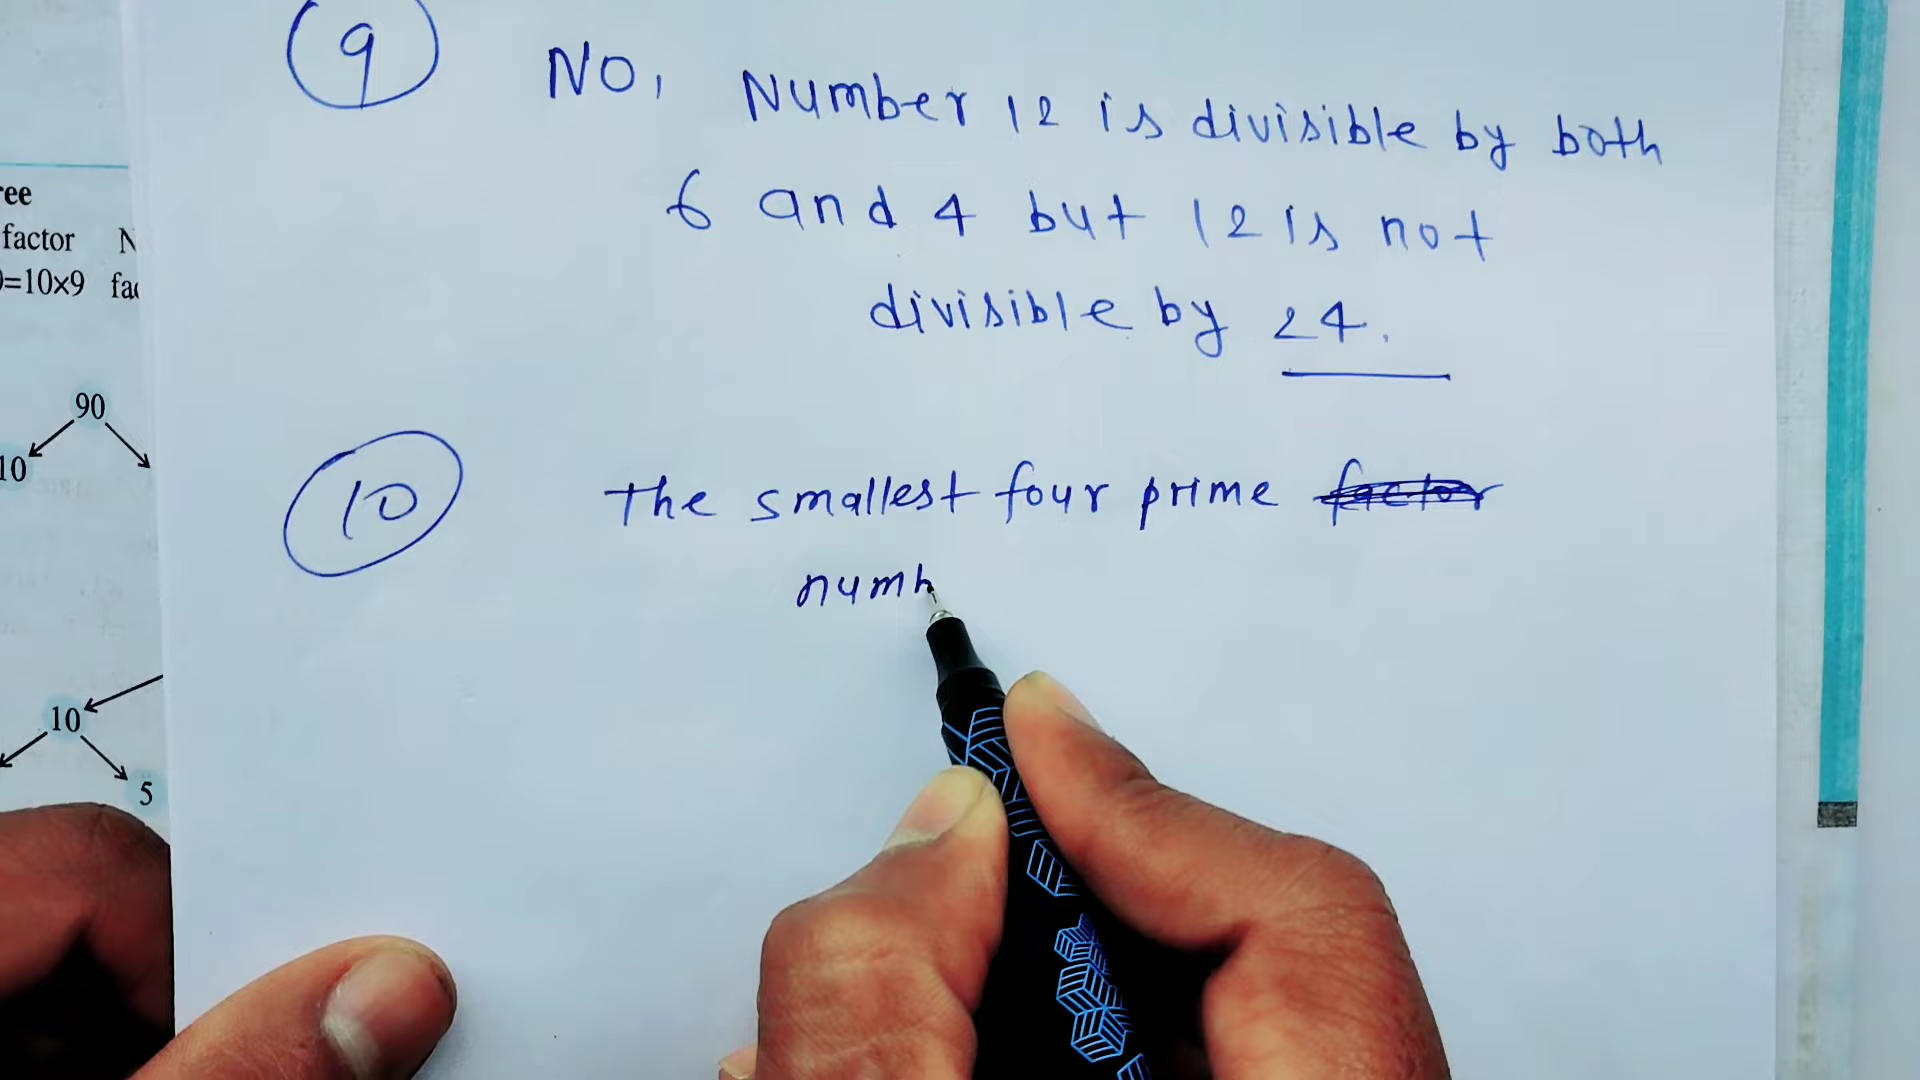 9
NO, Number 12 is divisible by both
6 and 4 but 12 is not
divisible by 24.
10
The smallest four prime factor
numb
ree
factor N
=10×9 fa
90
10
10
5